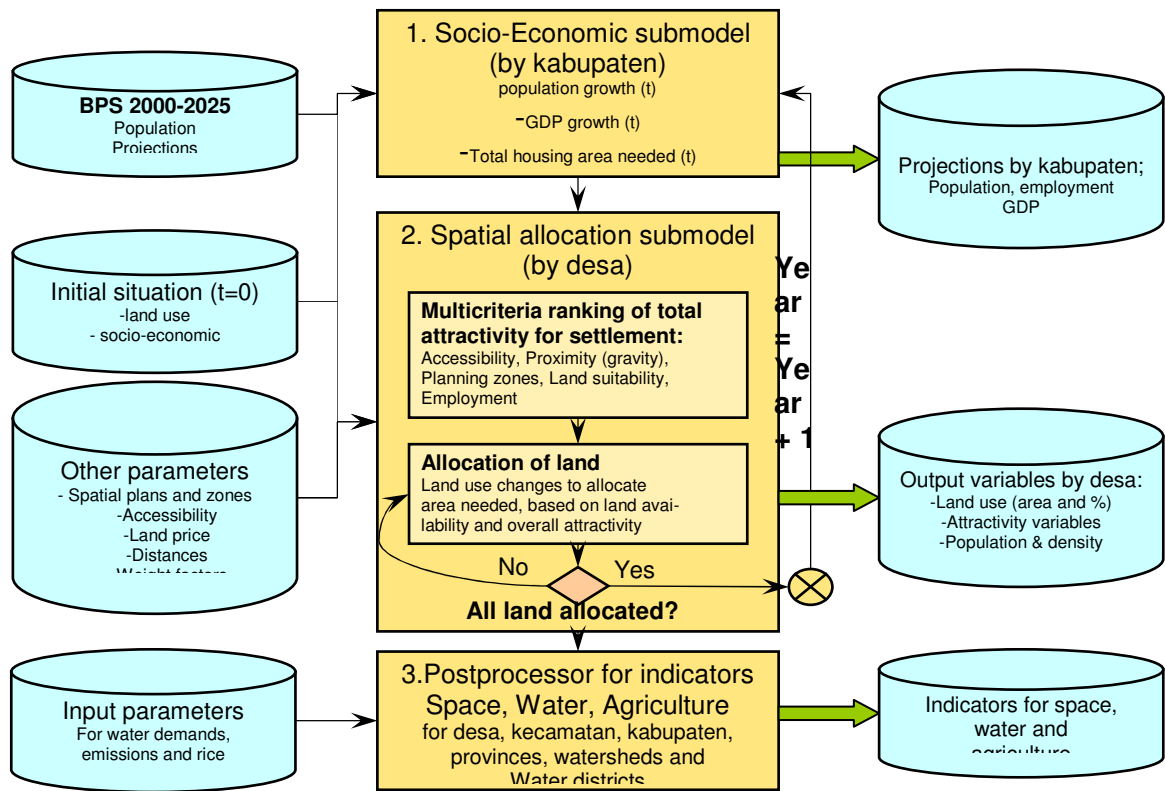 BPS 2000-2025
Population
Projections
Initial situation (t=0)
-land use
- socio-economic
Other parameters
- Spatial plans and zones
-Accessibility
-Land price
-Distances
Weight factors
Input parameters
For water demands,
emissions and rice
1. Socio-Economic submodel
(by kabupaten)
population growth (t)
-GDP growth (t)
-Total housing area needed (t)
2. Spatial allocation submodel
(by desa)
Multicriteria ranking of total
attractivity for settlement:
Accessibility, Proximity (gravity),
Planning zones, Land suitability,
Employment
Allocation of land
Land use changes to allocate
area needed, based on land avai-
lability and overall attractivity
No
Yes
All land allocated?
3.Postprocessor for indicators
Space, Water, Agriculture
for desa, kecamatan, kabupaten,
provinces, watersheds and
Water districts
Ye
ar
=
Ye
ar
+ 1
Projections by kabupaten;
Population, employment
GDP
Output variables by desa:
-Land use (area and %)
-Attractivity variables
-Population & density
Indicators for space,
water and
agriculture